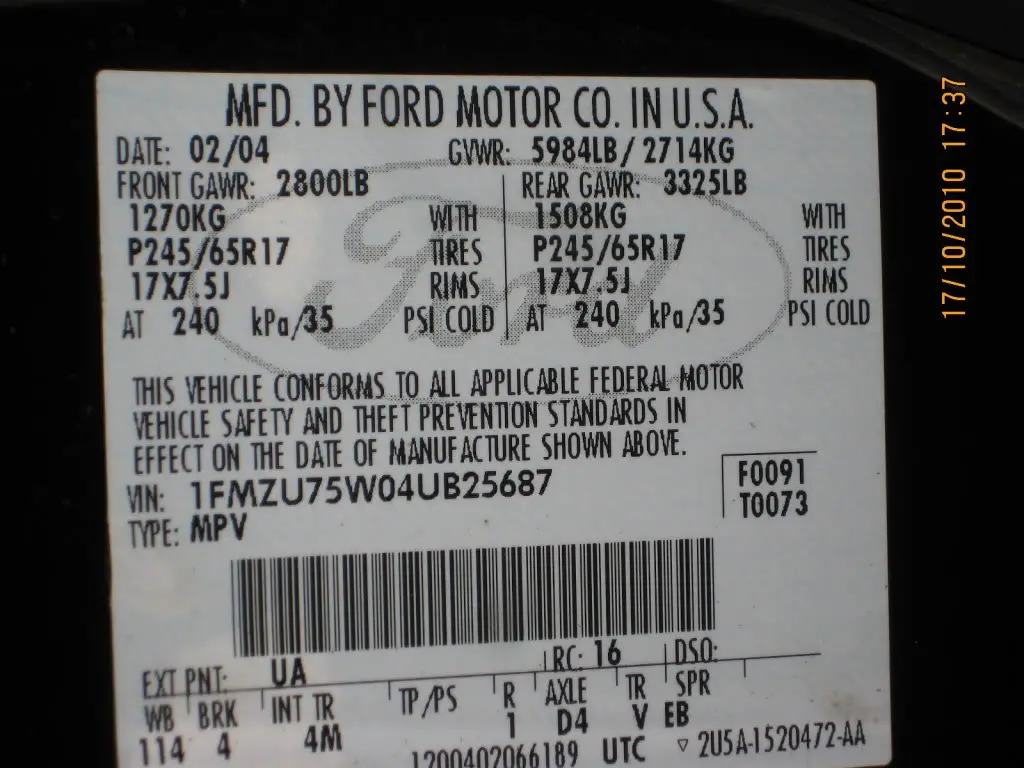 MFD. BY FORD MOTOR CO. IN U.S.A.
DATE: 02/04 GVWR: 5984LB/2714KG
FRONT GAWR: 2800LB REAR GAWR: 3325LB
1270KG WITH 1508KG WITH
P245/65R17 TIRES P245/65R17 TIRES
17X7.5J RIMS 17X7.5J RIMS
AT 240 kPa/35 PSI COLD AT 240 kPa/35 PSI COLD
Ford
THIS VEHICLE CONFORMS TO ALL APPLICABLE FEDERAL MOTOR
VEHICLE SAFETY AND THEFT PREVENTION STANDARDS IN
EFFECT ON THE DATE OF MANUFACTURE SHOWN ABOVE.
VIN: 1FMZU75W04UB25687 F0091
TYPE: MPV T0073
EXT PNT: UA RC: 16 DSO:
WB BRK INT TR TP/PS R AXLE TR SPR
114 4 4M 1 D4 V EB
1200402066189 UTC ▽ 2U5A-1520472-AA
17/10/2010 17:37